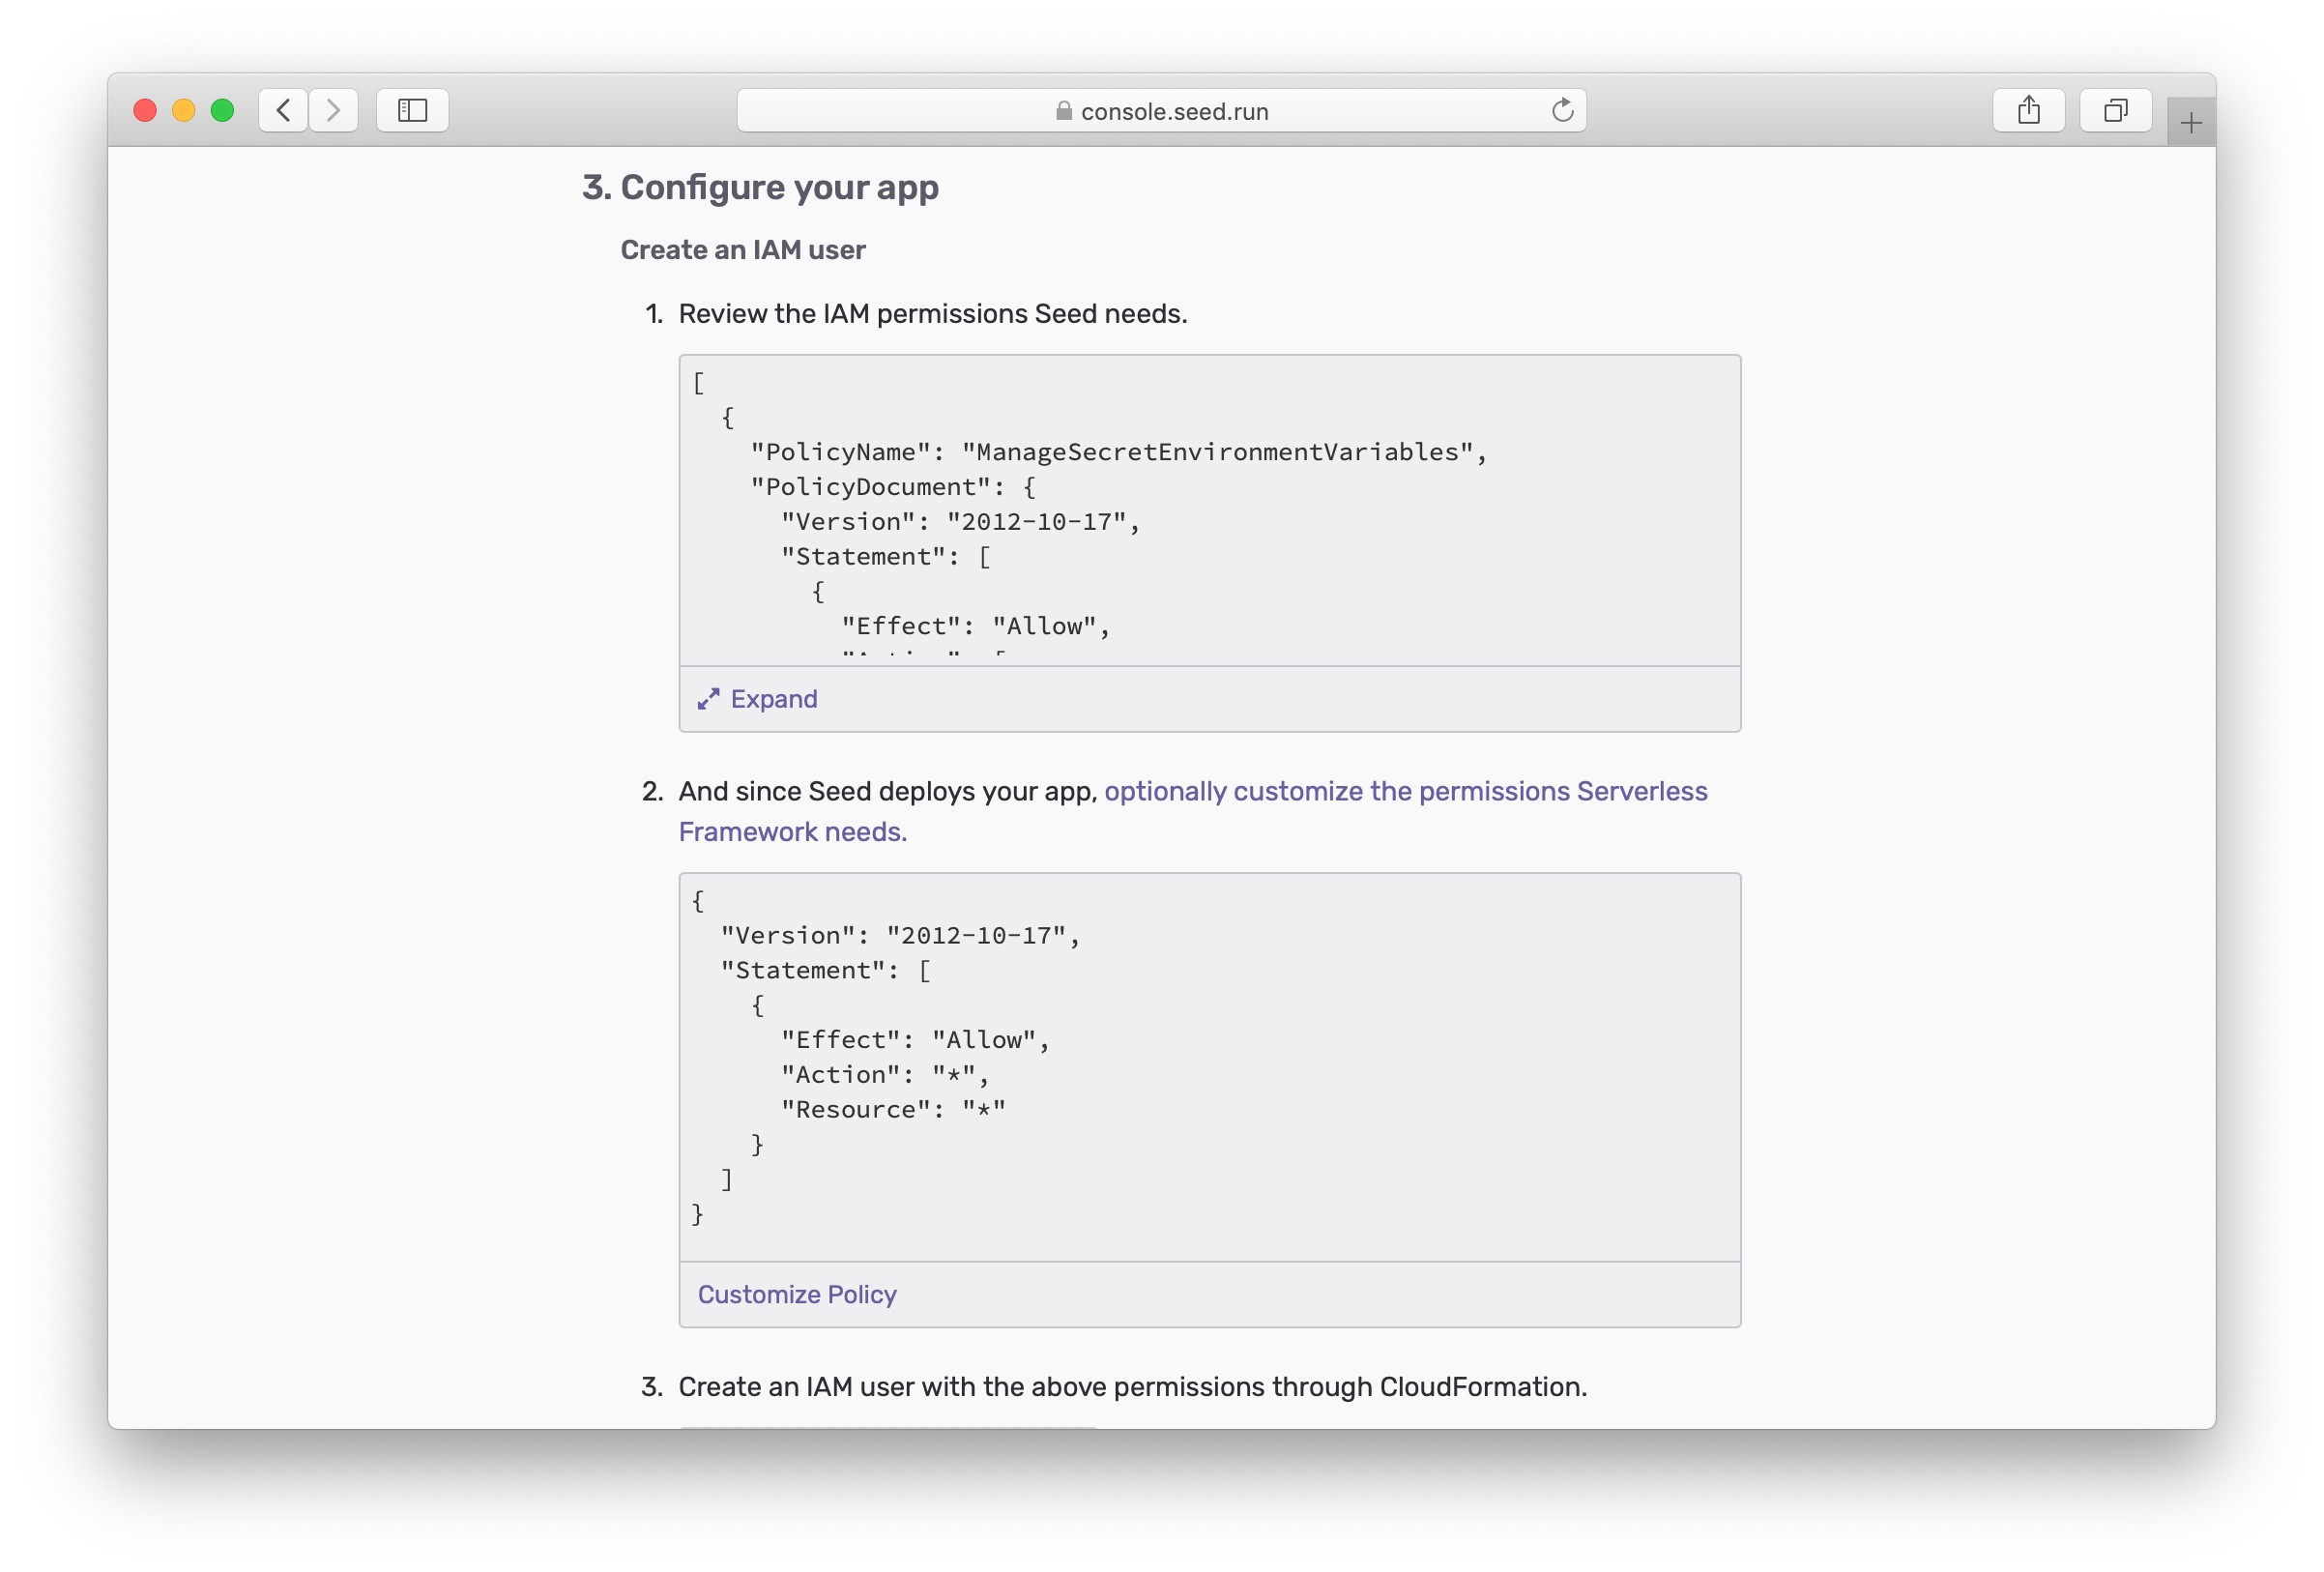 console.seed.run
3. Configure your app
Create an IAM user
1. Review the IAM permissions Seed needs.
[
  {
    "PolicyName": "ManageSecretEnvironmentVariables",
    "PolicyDocument": {
      "Version": "2012-10-17",
      "Statement": [
        {
          "Effect": "Allow",
Expand
2. And since Seed deploys your app, optionally customize the permissions Serverless
Framework needs.
{
  "Version": "2012-10-17",
  "Statement": [
    {
      "Effect": "Allow",
      "Action": "*",
      "Resource": "*"
    }
  ]
}
Customize Policy
3. Create an IAM user with the above permissions through CloudFormation.